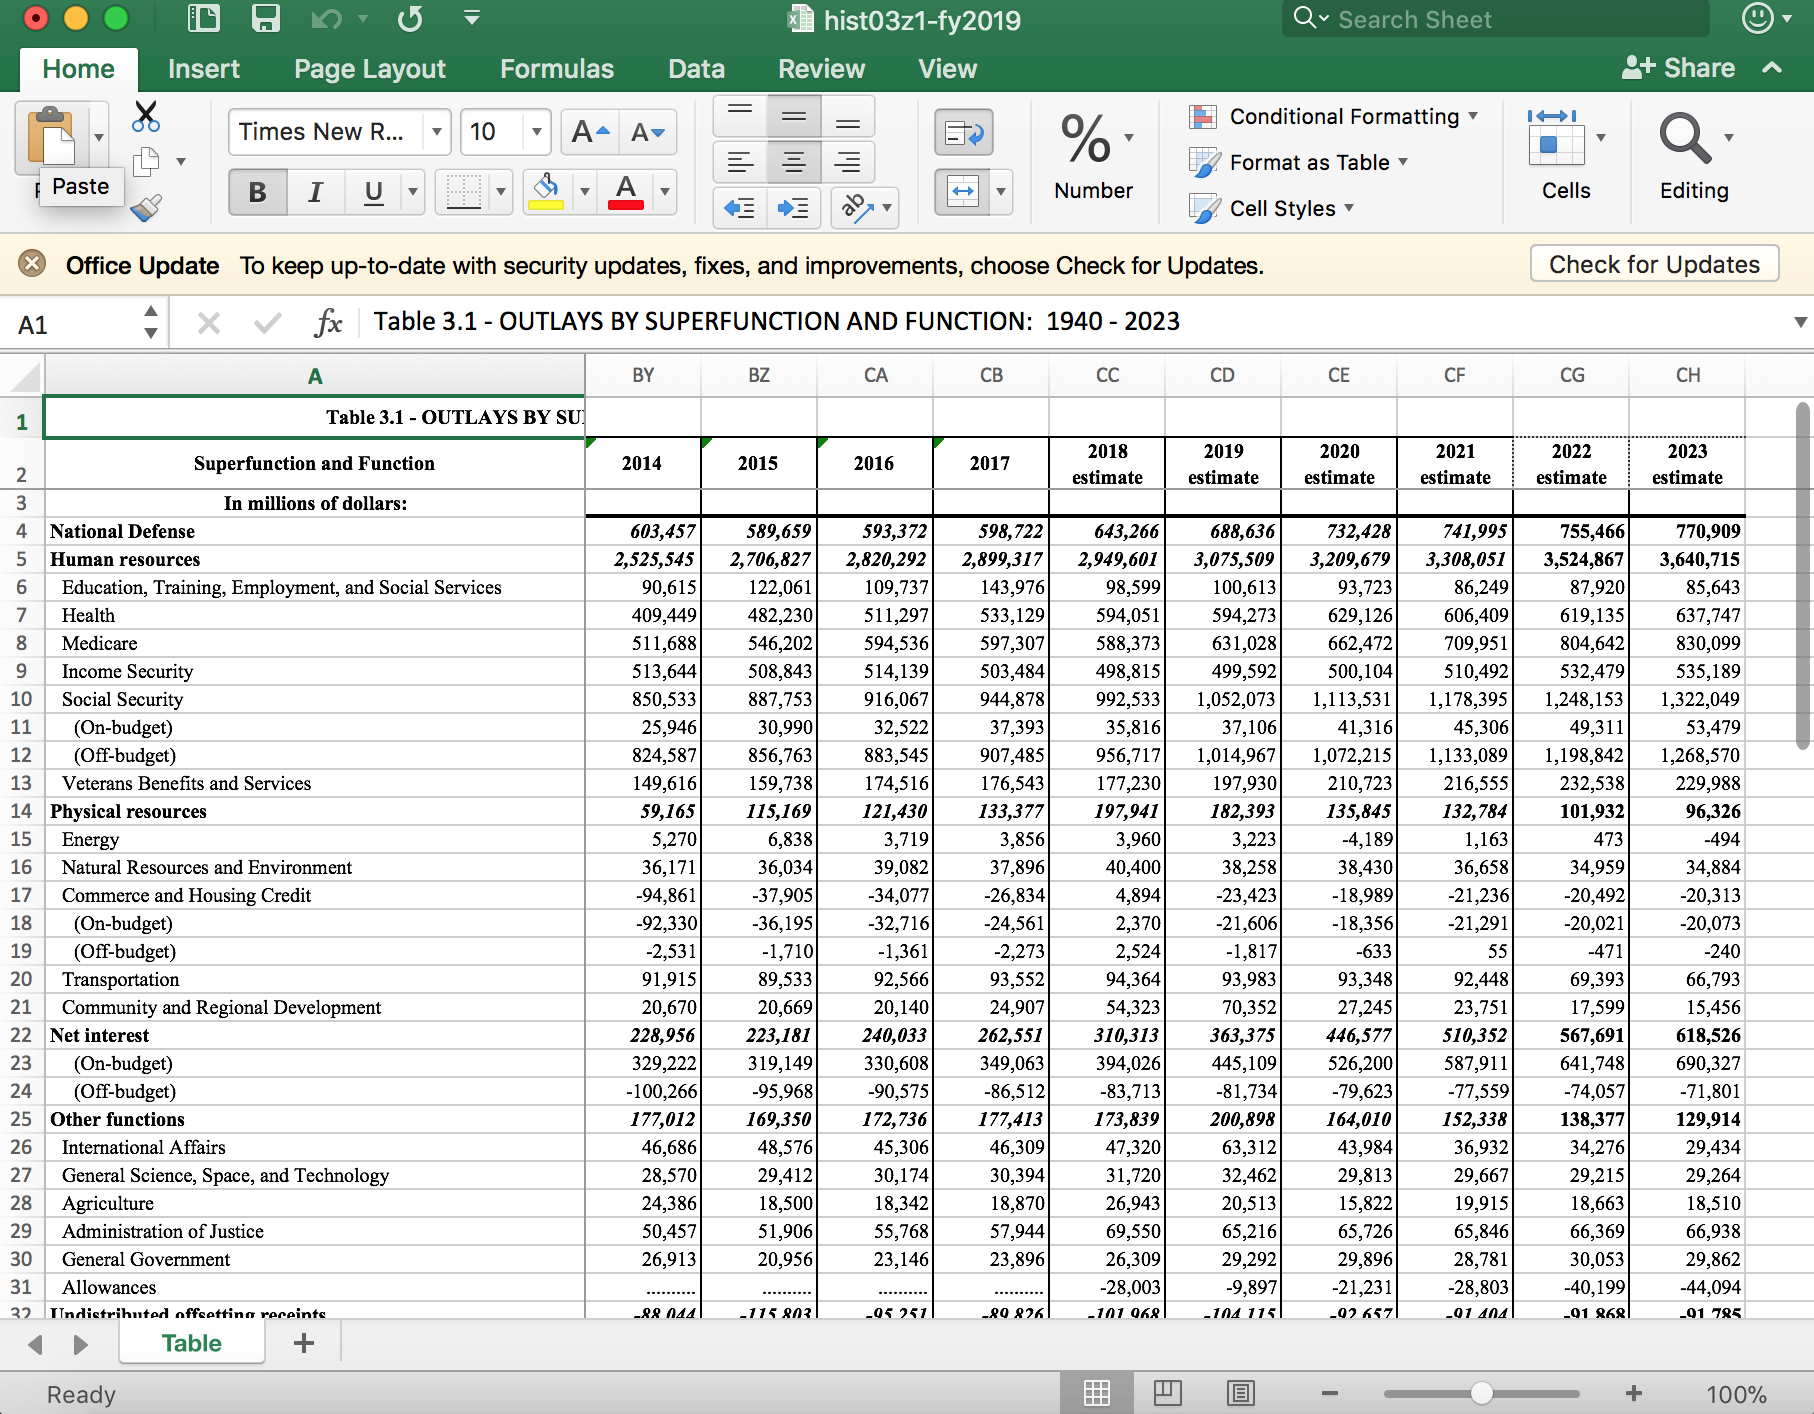 hist03z1-fy2019
Search Sheet
Home Insert Page Layout Formulas Data Review View Share
Times New R... 10 A A
Paste
B I U A
% Number
Conditional Formatting
Format as Table
Cell Styles
Cells
Editing
Office Update To keep up-to-date with security updates, fixes, and improvements, choose Check for Updates. Check for Updates
A1 fx Table 3.1 - OUTLAYS BY SUPERFUNCTION AND FUNCTION: 1940 - 2023
A BY BZ CA CB CC CD CE CF CG CH
1 Table 3.1 - OUTLAYS BY SU
2 Superfunction and Function 2014 2015 2016 2017 2018 estimate 2019 estimate 2020 estimate 2021 estimate 2022 estimate 2023 estimate
3 In millions of dollars:
4 National Defense 603,457 589,659 593,372 598,722 643,266 688,636 732,428 741,995 755,466 770,909
5 Human resources 2,525,545 2,706,827 2,820,292 2,899,317 2,949,601 3,075,509 3,209,679 3,308,051 3,524,867 3,640,715
6 Education, Training, Employment, and Social Services 90,615 122,061 109,737 143,976 98,599 100,613 93,723 86,249 87,920 85,643
7 Health 409,449 482,230 511,297 533,129 594,051 594,273 629,126 606,409 619,135 637,747
8 Medicare 511,688 546,202 594,536 597,307 588,373 631,028 662,472 709,951 804,642 830,099
9 Income Security 513,644 508,843 514,139 503,484 498,815 499,592 500,104 510,492 532,479 535,189
10 Social Security 850,533 887,753 916,067 944,878 992,533 1,052,073 1,113,531 1,178,395 1,248,153 1,322,049
11 (On-budget) 25,946 30,990 32,522 37,393 35,816 37,106 41,316 45,306 49,311 53,479
12 (Off-budget) 824,587 856,763 883,545 907,485 956,717 1,014,967 1,072,215 1,133,089 1,198,842 1,268,570
13 Veterans Benefits and Services 149,616 159,738 174,516 176,543 177,230 197,930 210,723 216,555 232,538 229,988
14 Physical resources 59,165 115,169 121,430 133,377 197,941 182,393 135,845 132,784 101,932 96,326
15 Energy 5,270 6,838 3,719 3,856 3,960 3,223 -4,189 1,163 473 -494
16 Natural Resources and Environment 36,171 36,034 39,082 37,896 40,400 38,258 38,430 36,658 34,959 34,884
17 Commerce and Housing Credit -94,861 -37,905 -34,077 -26,834 4,894 -23,423 -18,989 -21,236 -20,492 -20,313
18 (On-budget) -92,330 -36,195 -32,716 -24,561 2,370 -21,606 -18,356 -21,291 -20,021 -20,073
19 (Off-budget) -2,531 -1,710 -1,361 -2,273 2,524 -1,817 -633 55 -471 -240
20 Transportation 91,915 89,533 92,566 93,552 94,364 93,983 93,348 92,448 69,393 66,793
21 Community and Regional Development 20,670 20,669 20,140 24,907 54,323 70,352 27,245 23,751 17,599 15,456
22 Net interest 228,956 223,181 240,033 262,551 310,313 363,375 446,577 510,352 567,691 618,526
23 (On-budget) 329,222 319,149 330,608 349,063 394,026 445,109 526,200 587,911 641,748 690,327
24 (Off-budget) -100,266 -95,968 -90,575 -86,512 -83,713 -81,734 -79,623 -77,559 -74,057 -71,801
25 Other functions 177,012 169,350 172,736 177,413 173,839 200,898 164,010 152,338 138,377 129,914
26 International Affairs 46,686 48,576 45,306 46,309 47,320 63,312 43,984 36,932 34,276 29,434
27 General Science, Space, and Technology 28,570 29,412 30,174 30,394 31,720 32,462 29,813 29,667 29,215 29,264
28 Agriculture 24,386 18,500 18,342 18,870 26,943 20,513 15,822 19,915 18,663 18,510
29 Administration of Justice 50,457 51,906 55,768 57,944 69,550 65,216 65,726 65,846 66,369 66,938
30 General Government 26,913 20,956 23,146 23,896 26,309 29,292 29,896 28,781 30,053 29,862
31 Allowances .......... .......... .......... .......... -28,003 -9,897 -21,231 -28,803 -40,199 -44,094
32 Undistributed offsetting receipts -88,044 -115,803 -95,251 -89,826 -101,968 -104,115 -92,657 -91,404 -91,868 -91,785
Table +
Ready 100%